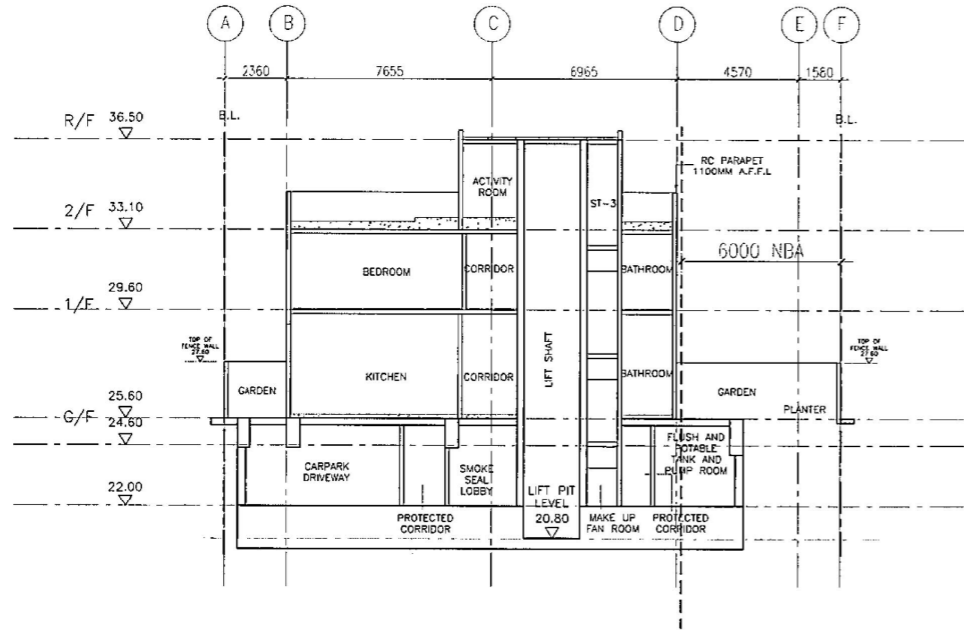 A
B
C
D
E
F
2360
7655
6965
4570
1580
B.L.
B.L.
R/F
36.50
RC PARAPET
1100MM A.F.F.L
ACTIVITY
ROOM
ST-3
2/F
33.10
6000 NBA
BEDROOM
CORRIDOR
BATHROOM
1/F
29.60
TOP OF
FENCE WALL
27.60
TOP OF
FENCE WALL
27.60
LIFT SHAFT
GARDEN
KITCHEN
CORRIDOR
BATHROOM
GARDEN
PLANTER
25.60
G/F
24.60
CARPARK
DRIVEWAY
SMOKE
SEAL
LOBBY
FLUSH AND
POTABLE
TANK AND
PUMP ROOM
22.00
LIFT PIT
LEVEL
20.80
PROTECTED
CORRIDOR
MAKE UP
FAN ROOM
PROTECTED
CORRIDOR